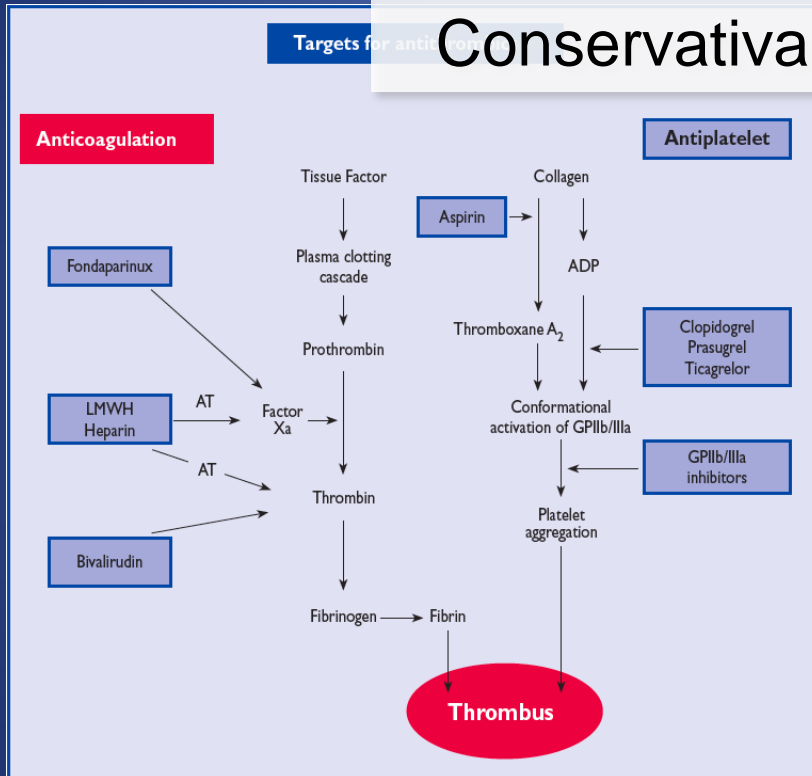 Conservativa
Targets for antithrombotic
Anticoagulation
Antiplatelet
Tissue Factor
Collagen
Aspirin
Plasma clotting
cascade
ADP
Fondaparinux
Thromboxane A2
Clopidogrel
Prasugrel
Ticagrelor
Prothrombin
LMWH
Heparin
AT
Factor
Xa
Conformational
activation of GPIIb/IIIa
GPIIb/IIIa
inhibitors
AT
Thrombin
Platelet
aggregation
Bivalirudin
Fibrinogen
Fibrin
Thrombus